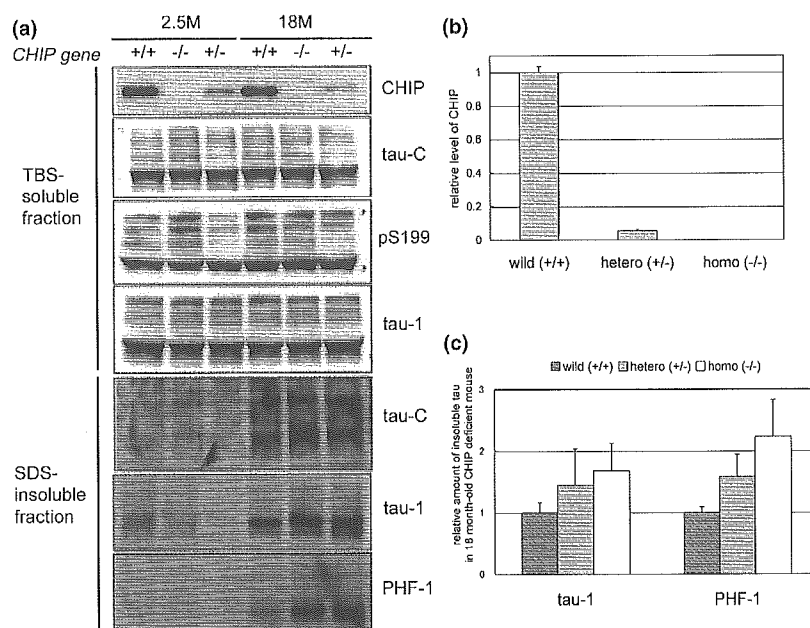 (a)
2.5M 18M
CHIP gene +/+ -/- +/- +/+ -/- +/-
TBS-
soluble
fraction
CHIP
tau-C
pS199
tau-1
SDS-
insoluble
fraction
tau-C
tau-1
PHF-1
(b)
relative level of CHIP
1
0.8
0.6
0.4
0.2
0
wild (+/+) hetero (+/-) homo (-/-)
(c)
wild (+/+) hetero (+/-) homo (-/-)
relative amount of insoluble tau
in 18 month-old CHIP deficient mouse
3
2
1
0
tau-1 PHF-1